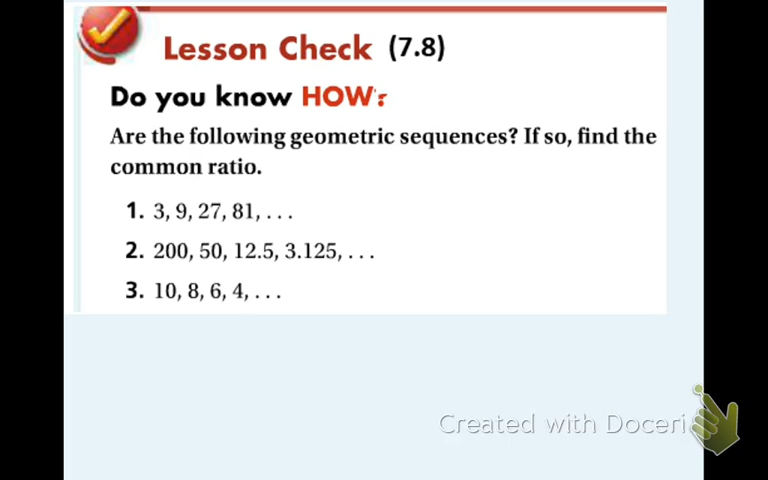 Lesson Check (7.8)
Do you know HOW?
Are the following geometric sequences? If so, find the
common ratio.
1. 3, 9, 27, 81, . . .
2. 200, 50, 12.5, 3.125, . . .
3. 10, 8, 6, 4, . . .
Created with Doceri